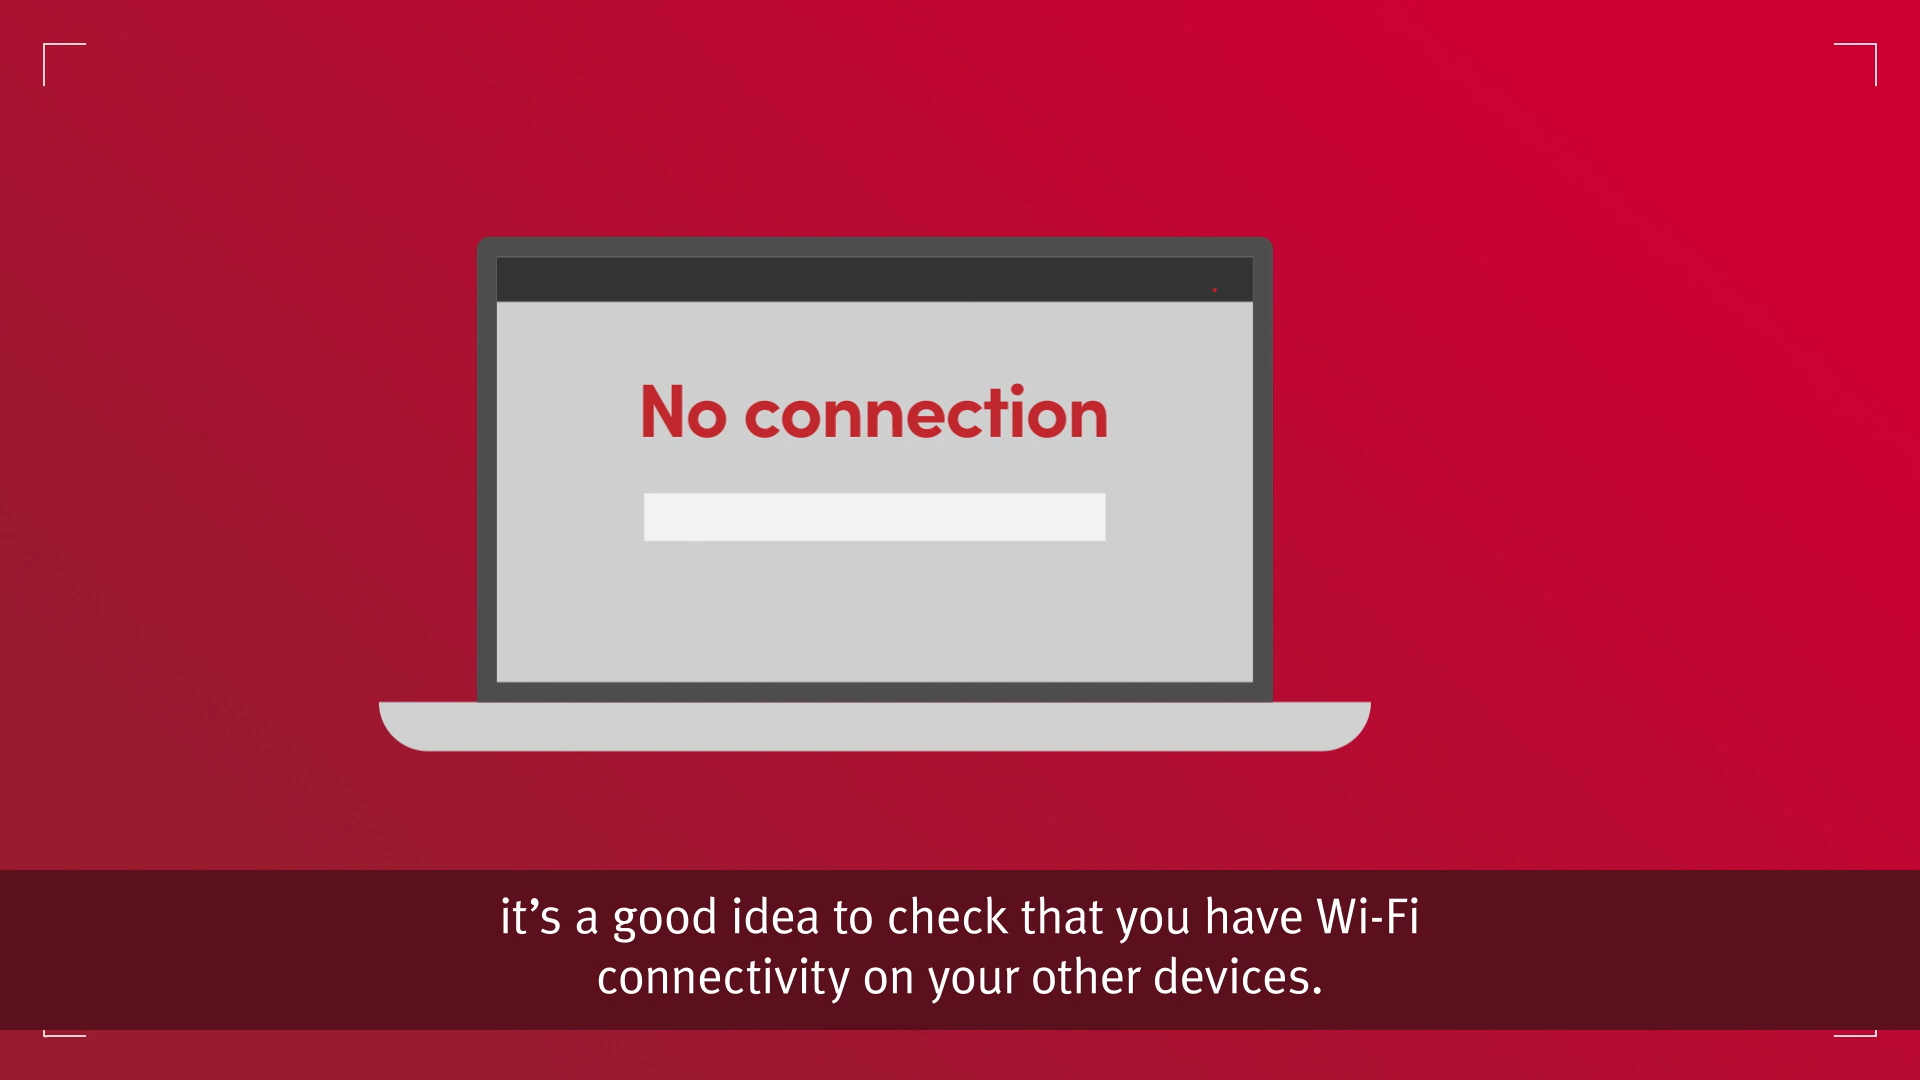 No connection
it’s a good idea to check that you have Wi-Fi
connectivity on your other devices.